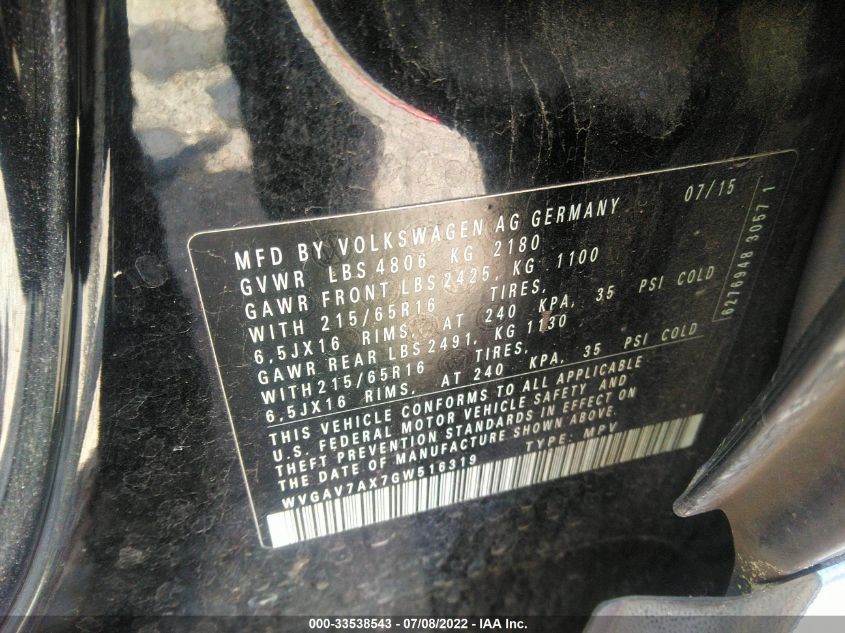 MFD BY VOLKSWAGEN AG GERMANY 07/15
GVWR LBS 4806 KG 2180
GAWR FRONT LBS 2425, KG 1100
WITH 215/65R16 TIRES,
6,5JX16 RIMS, AT 240 KPA, 35 PSI COLD
GAWR REAR LBS 2491, KG 1130
WITH 215/65R16 TIRES,
6,5JX16 RIMS, AT 240 KPA, 35 PSI COLD
THIS VEHICLE CONFORMS TO ALL APPLICABLE
U.S. FEDERAL MOTOR VEHICLE SAFETY AND
THEFT PREVENTION STANDARDS IN EFFECT ON
THE DATE OF MANUFACTURE SHOWN ABOVE.
WVGAV7AX7GW516319 TYPE: MPV
6276948 3057 1
000-33538543 - 07/08/2022 - IAA Inc.